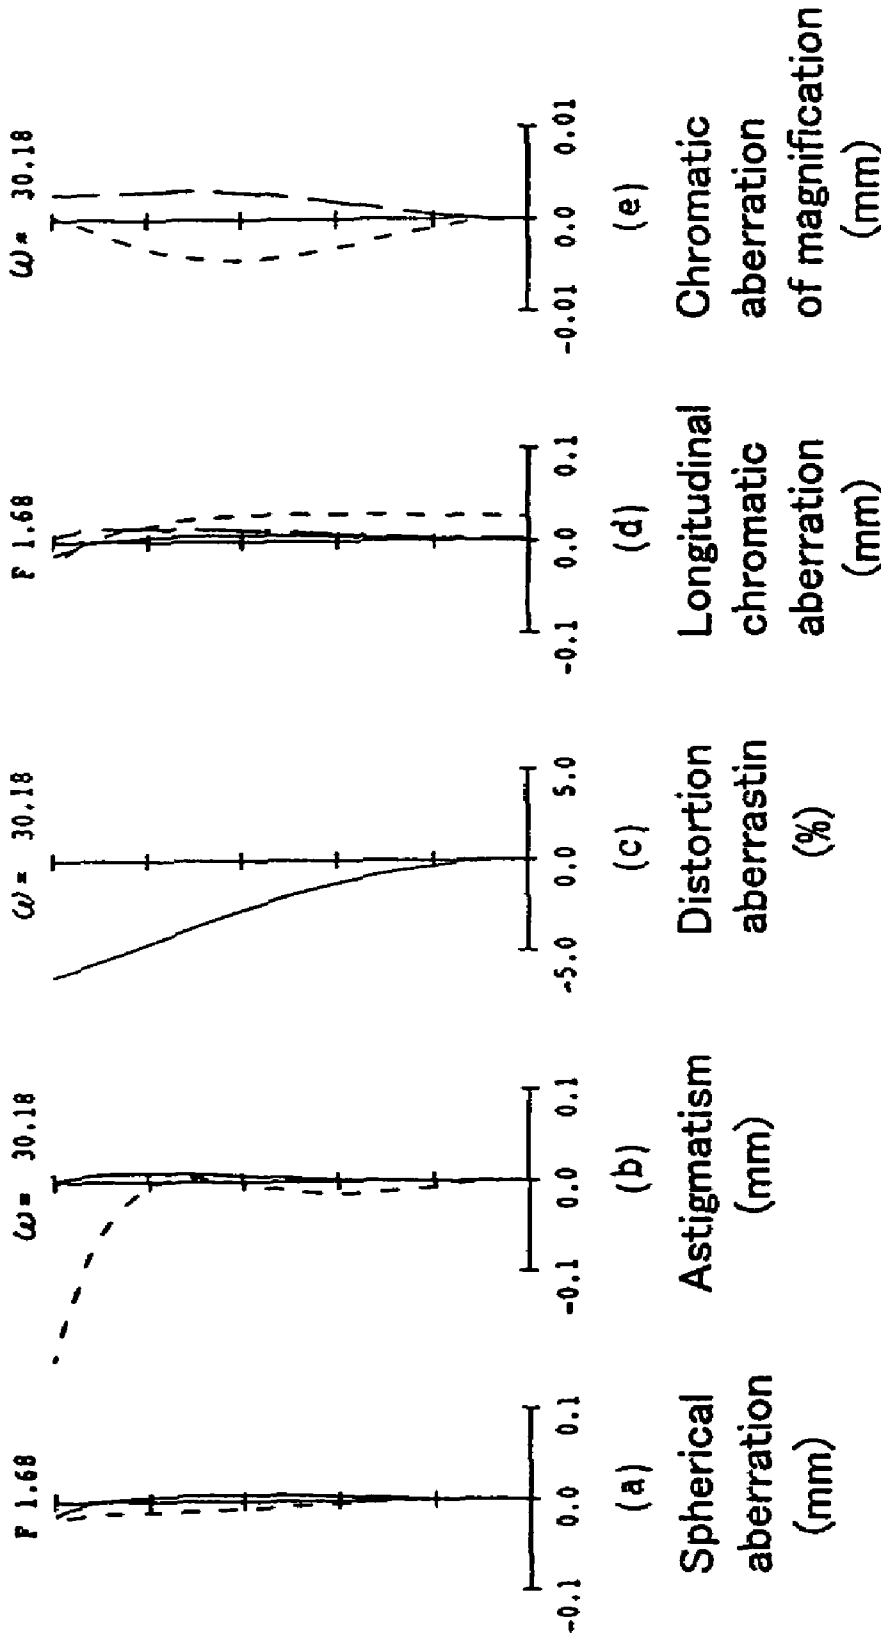 F 1.68
-0.1 0.0 0.1
(a)
Spherical
aberration
(mm)
ω= 30.18
-0.1 0.0 0.1
(b)
Astigmatism
(mm)
ω= 30.18
-5.0 0.0 5.0
(c)
Distortion
aberrastin
(%)
F 1.68
-0.1 0.0 0.1
(d)
Longitudinal
chromatic
aberration
(mm)
ω= 30.18
-0.01 0.0 0.01
(e)
Chromatic
aberration
of magnification
(mm)